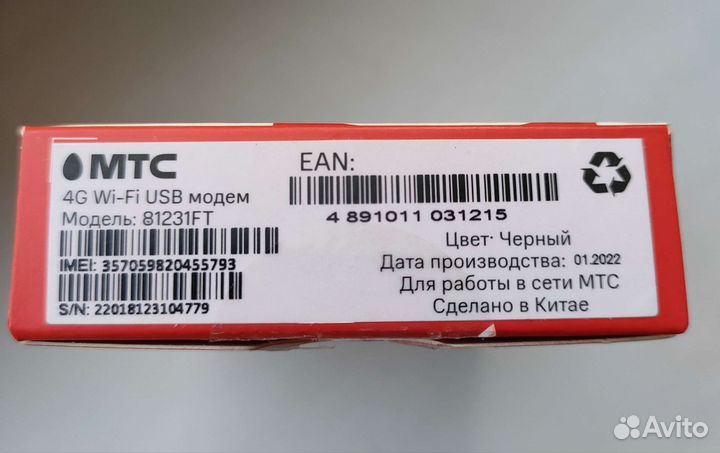 МТС
4G Wi-Fi USB модем
Модель: 81231FT
IMEI: 357059820455793
S/N: 22018123104779
EAN:
4 891011 031215
Цвет: Черный
Дата производства: 01.2022
Для работы в сети МТС
Сделано в Китае
Avito